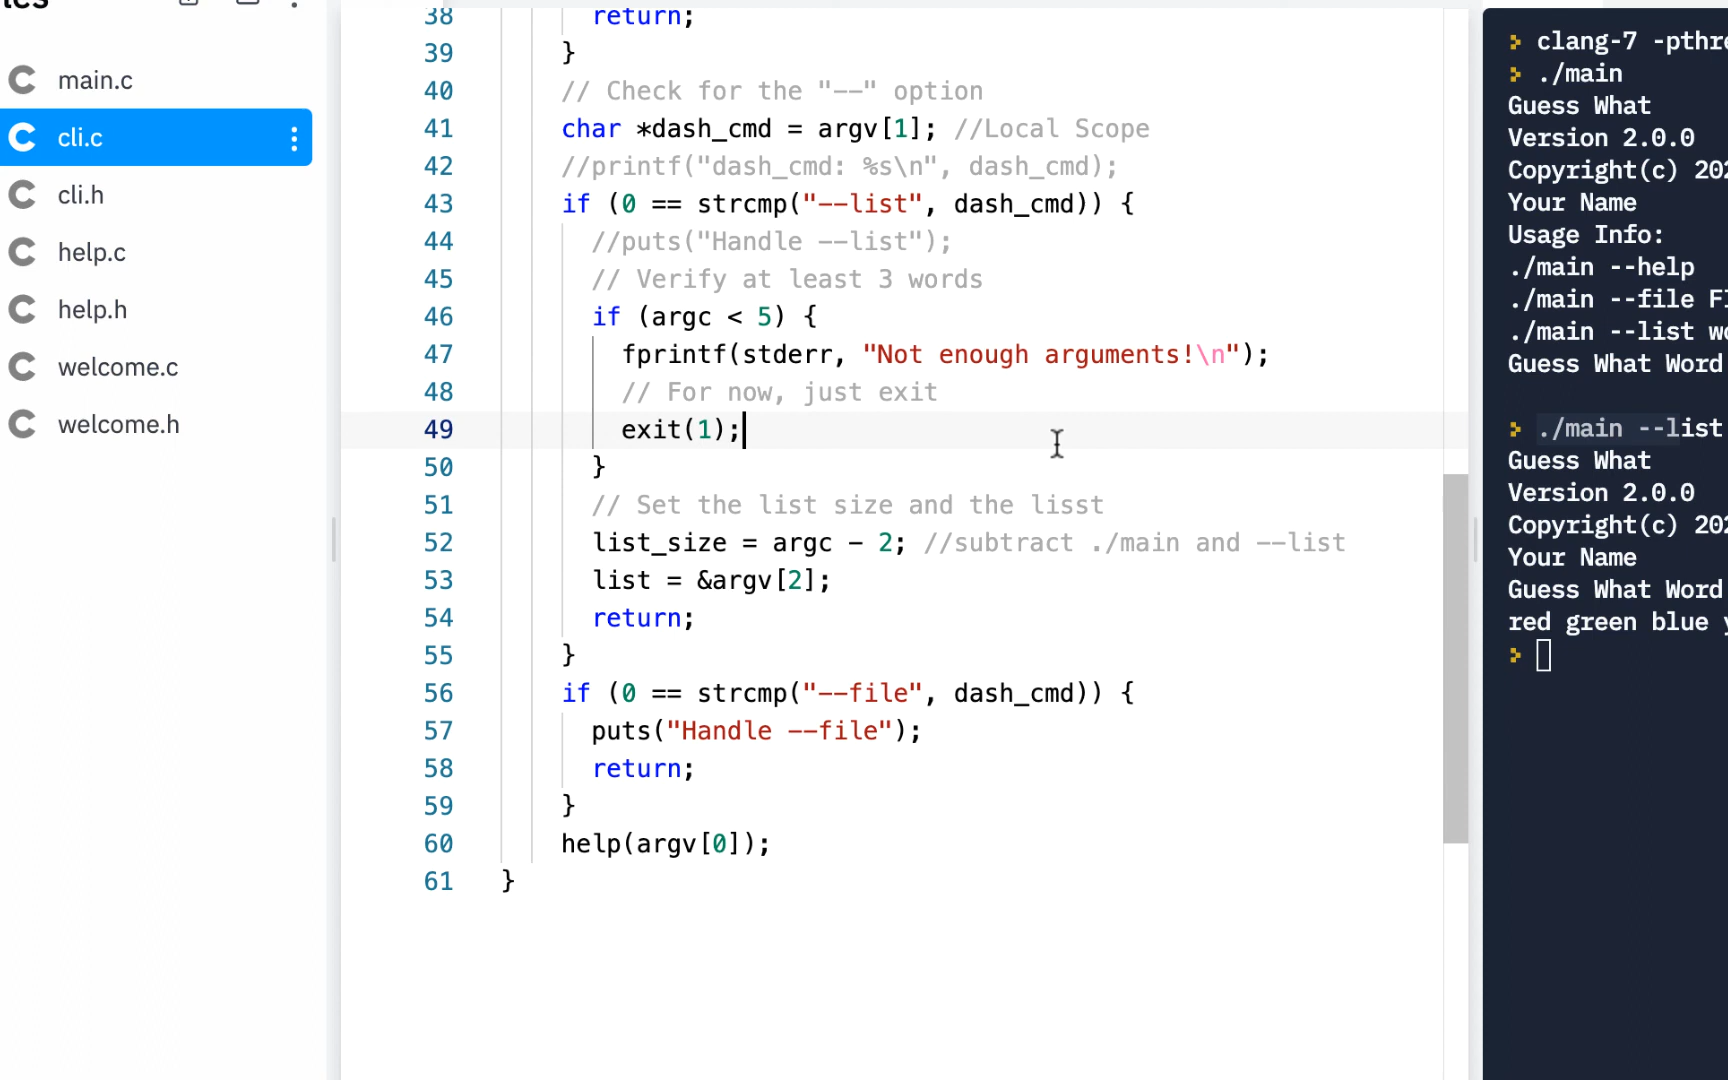 main.c
cli.c
cli.h
help.c
help.h
welcome.c
welcome.h
38 return;
39 }
40 // Check for the "--" option
41 char *dash_cmd = argv[1]; //Local Scope
42 //printf("dash_cmd: %s\n", dash_cmd);
43 if (0 == strcmp("--list", dash_cmd)) {
44 //puts("Handle --list");
45 // Verify at least 3 words
46 if (argc < 5) {
47 fprintf(stderr, "Not enough arguments!\n");
48 // For now, just exit
49 exit(1);
50 }
51 // Set the list size and the lisst
52 list_size = argc - 2; //subtract ./main and --list
53 list = &argv[2];
54 return;
55 }
56 if (0 == strcmp("--file", dash_cmd)) {
57 puts("Handle --file");
58 return;
59 }
60 help(argv[0]);
61 }
> clang-7 -pthre
> ./main
Guess What
Version 2.0.0
Copyright(c) 202
Your Name
Usage Info:
./main --help
./main --file FI
./main --list wo
Guess What Word
> ./main --list
Guess What
Version 2.0.0
Copyright(c) 202
Your Name
Guess What Word
red green blue y
>